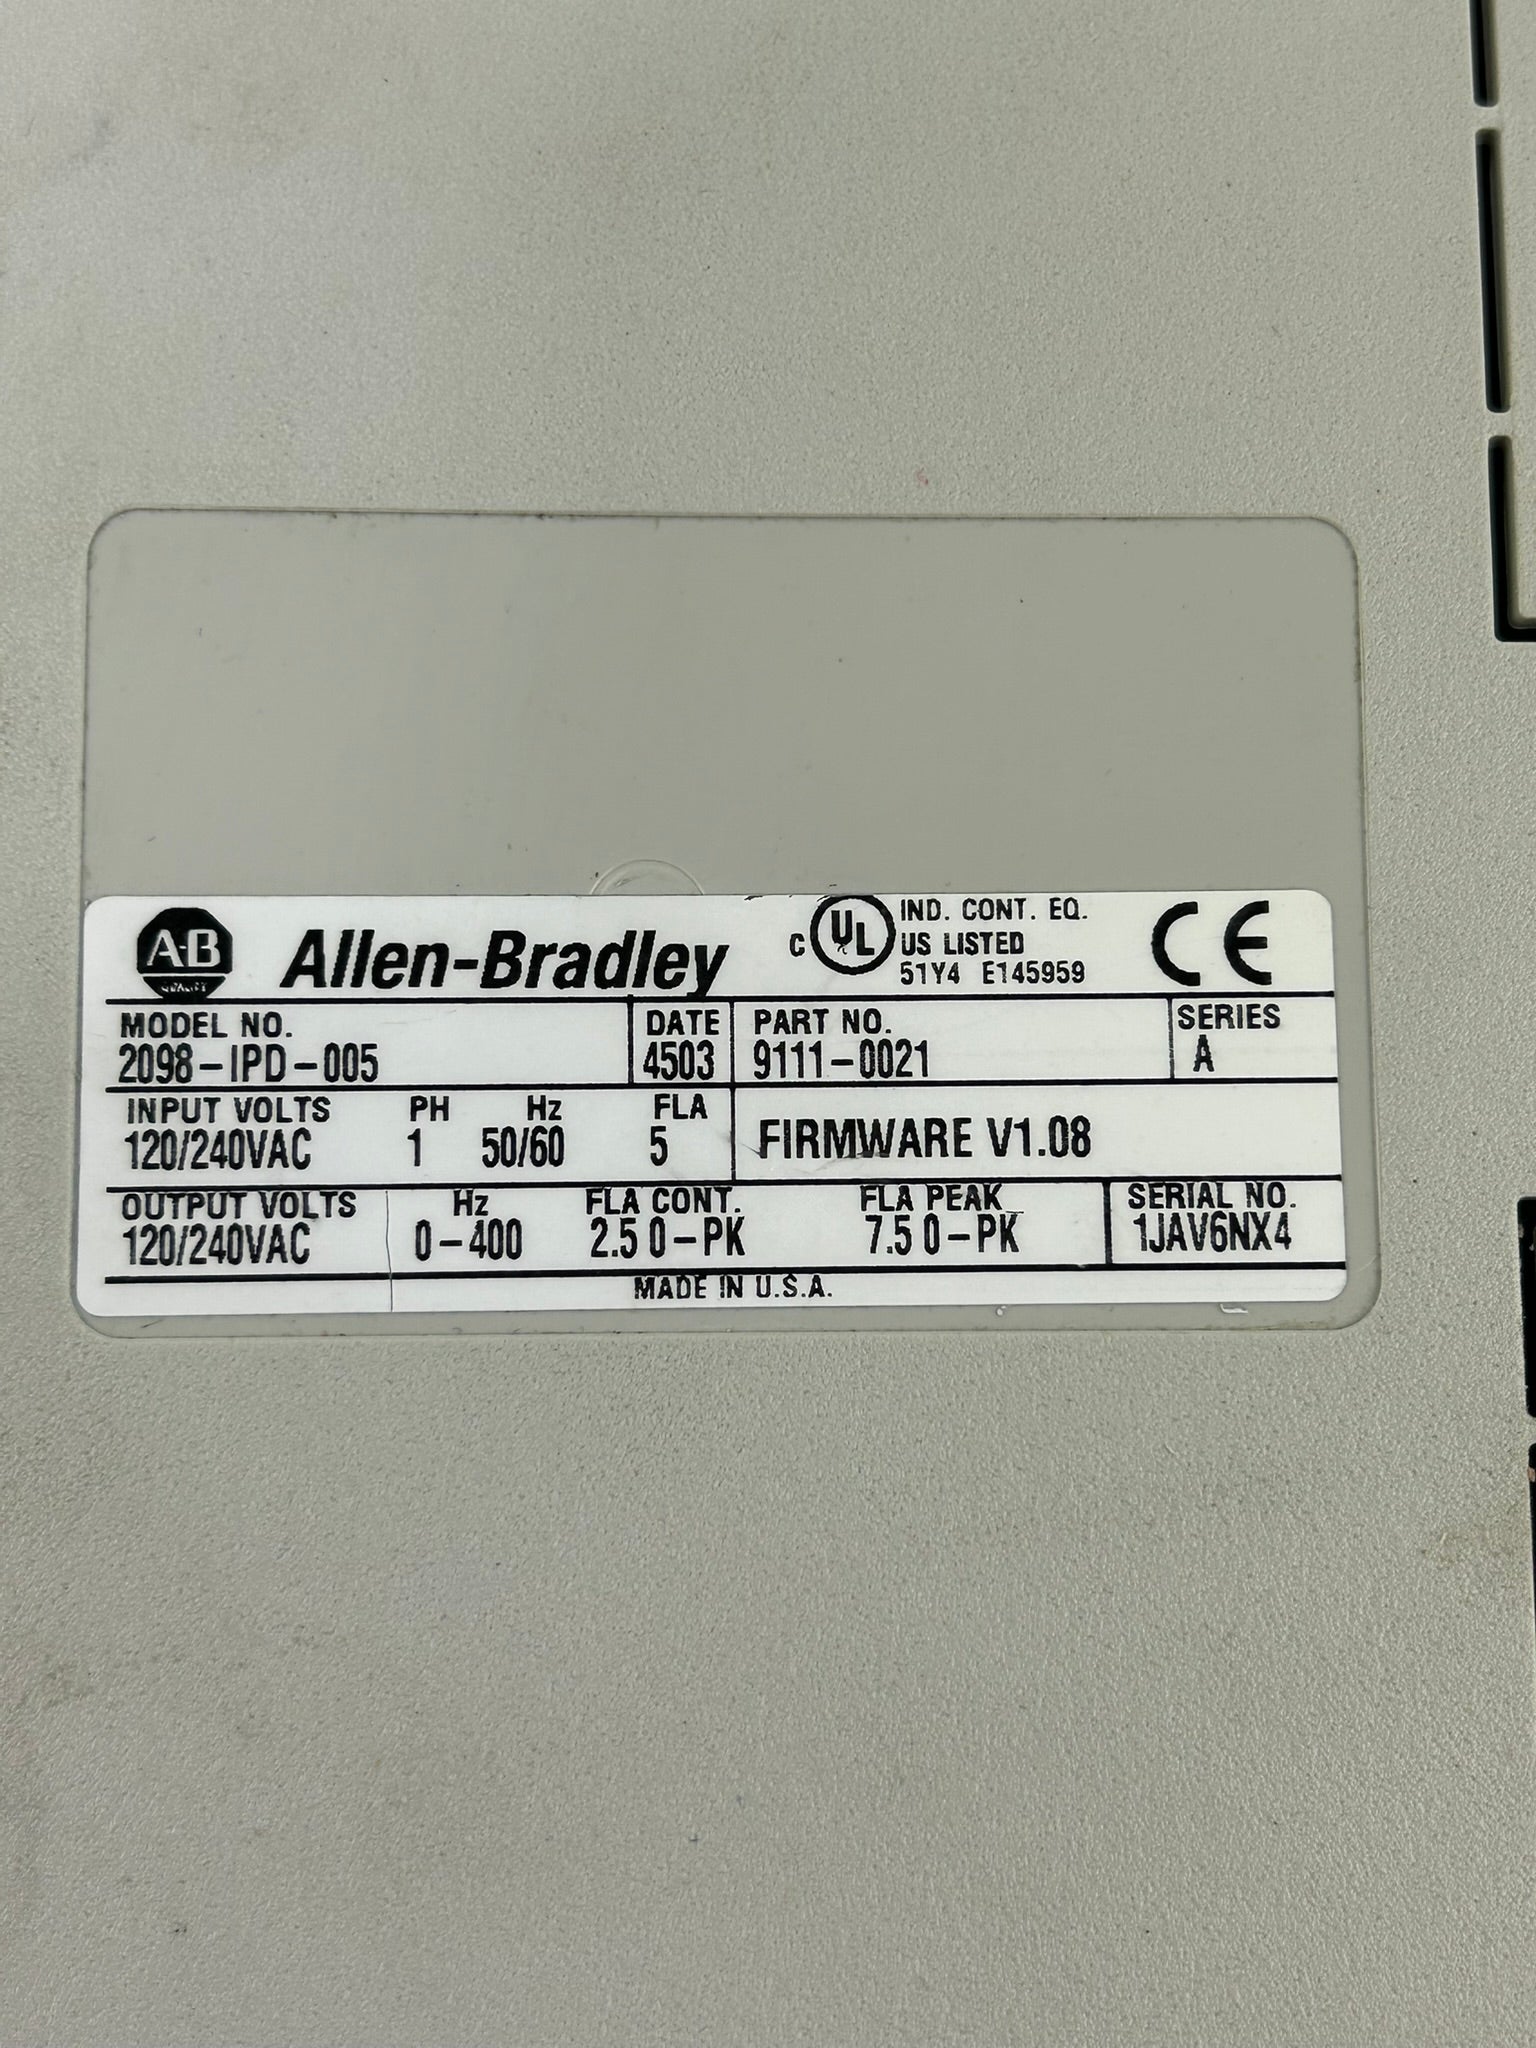 A-B
QUALITY
Allen-Bradley
C UL IND. CONT. EQ.
US LISTED
51Y4 E145959
CE
MODEL NO. DATE PART NO. SERIES
2098-IPD-005 4503 9111-0021 A
INPUT VOLTS PH Hz FLA
120/240VAC 1 50/60 5 FIRMWARE V1.08
OUTPUT VOLTS Hz FLA CONT. FLA PEAK SERIAL NO.
120/240VAC 0-400 2.5 0-PK 7.5 0-PK 1JAV6NX4
MADE IN U.S.A.